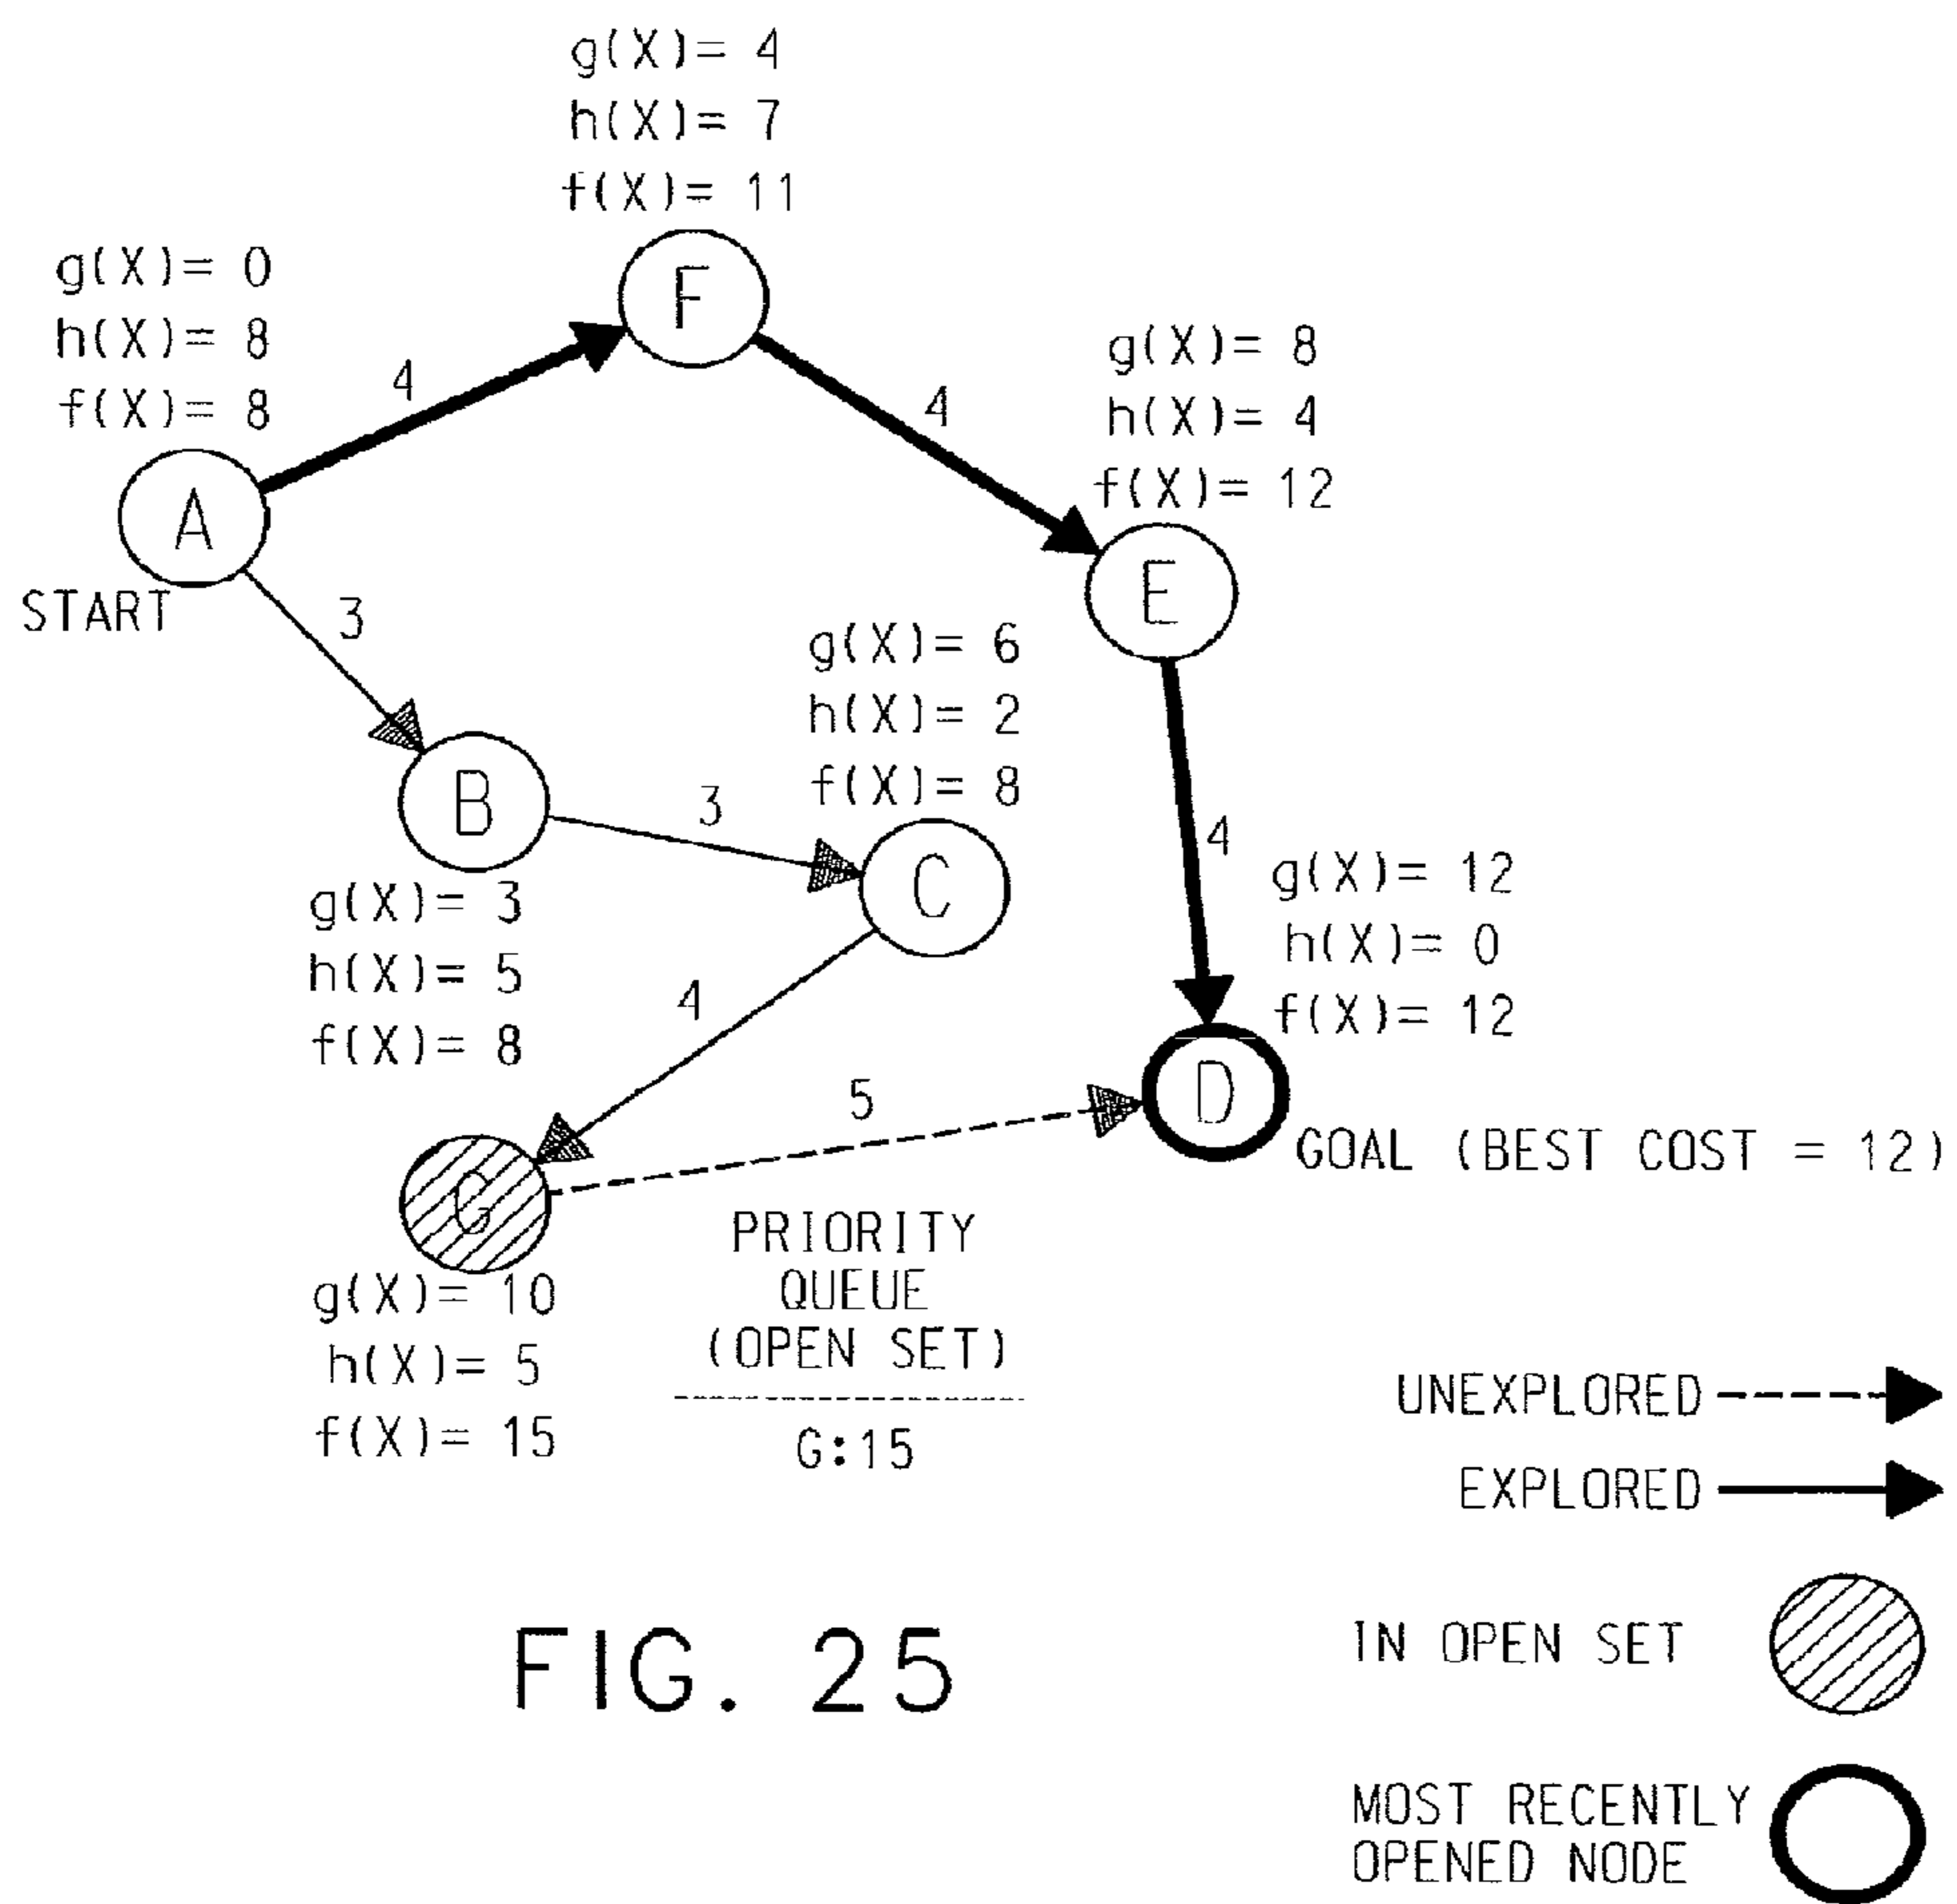 g(X)= 4
h(X)= 7
f(X)= 11
F
g(X)= 0
h(X)= 8
f(X)= 8
4
A
START
4
g(X)= 8
h(X)= 4
f(X)= 12
E
3
B
g(X)= 3
h(X)= 5
f(X)= 8
3
g(X)= 6
h(X)= 2
f(X)= 8
C
4
4
g(X)= 12
h(X)= 0
f(X)= 12
D
GOAL (BEST COST = 12)
5
G
g(X)= 10
h(X)= 5
f(X)= 15
PRIORITY
QUEUE
(OPEN SET)
G:15
UNEXPLORED
EXPLORED
IN OPEN SET
MOST RECENTLY
OPENED NODE
FIG. 25